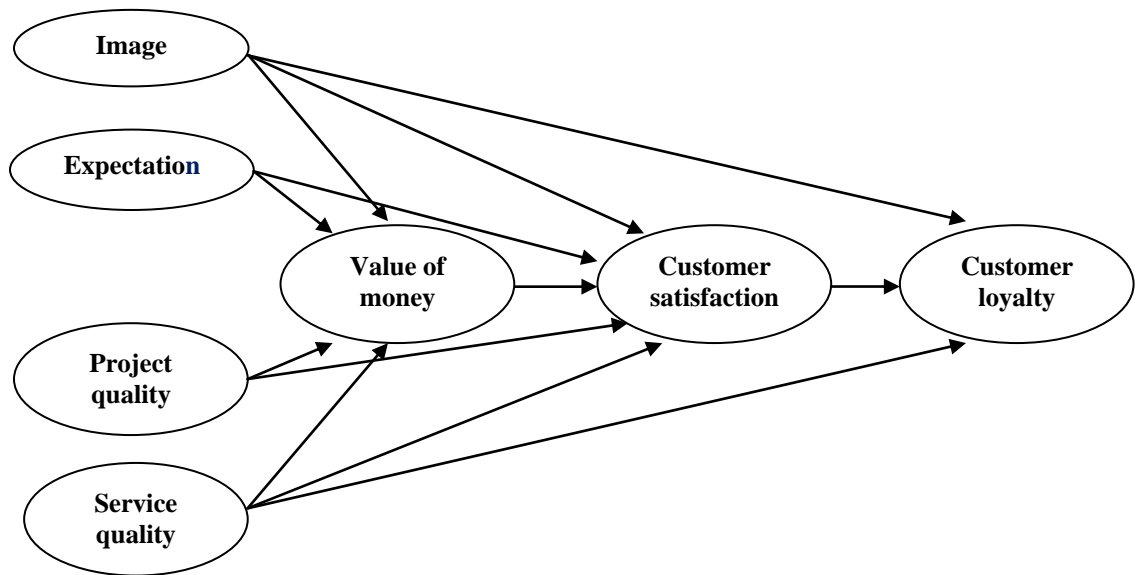 Image
Expectation
Value of
money
Customer
satisfaction
Customer
loyalty
Project
quality
Service
quality